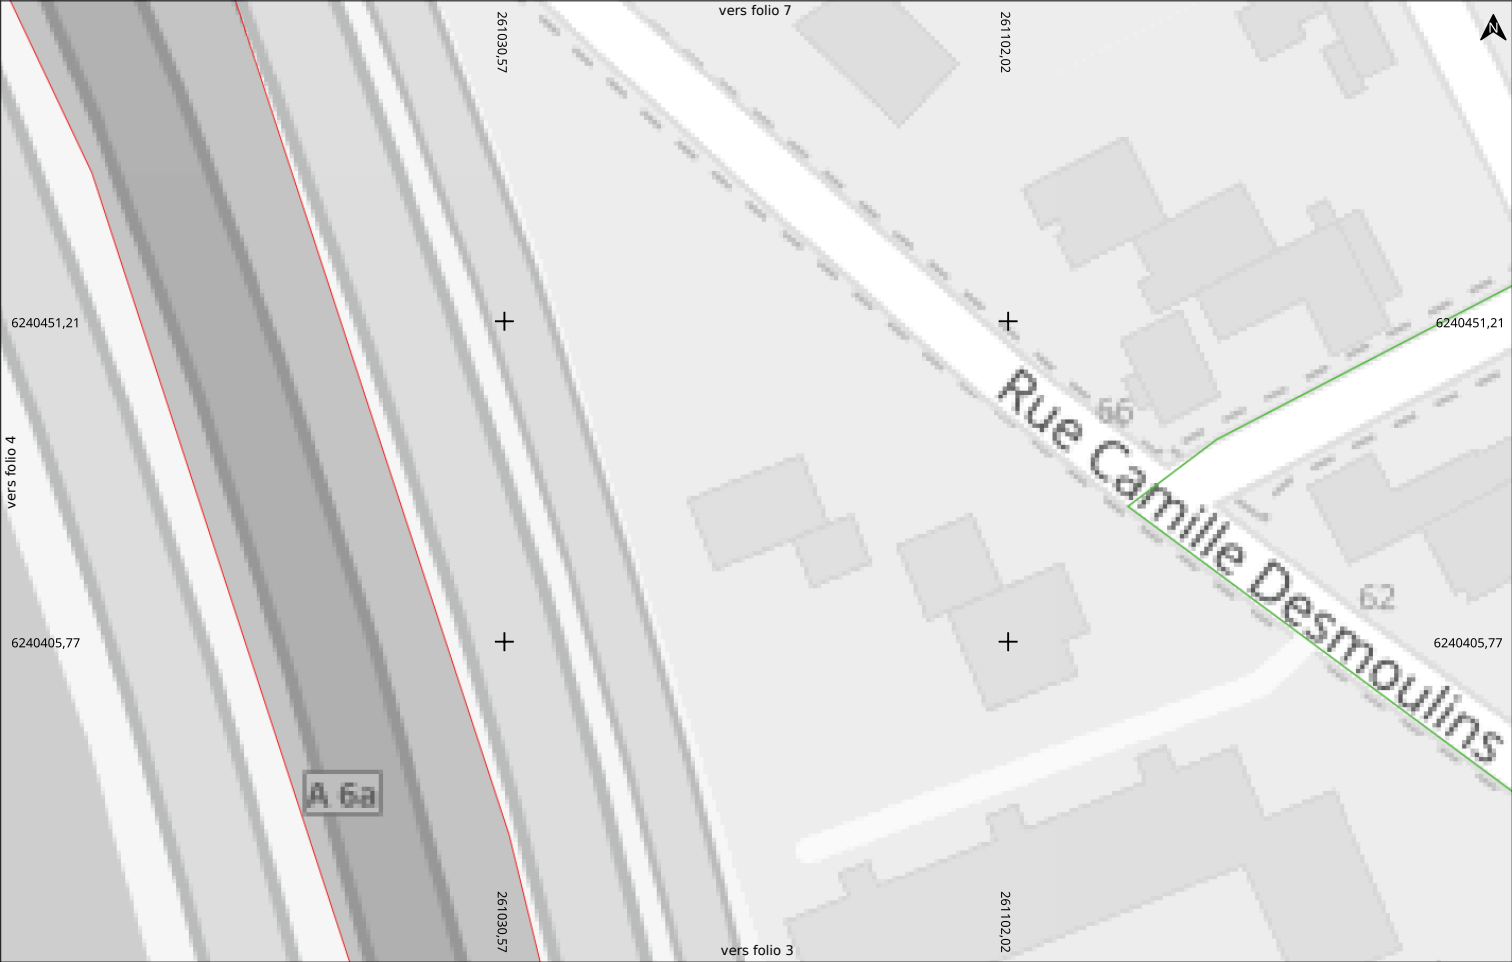 vers folio 7
261030,57
261102,02
N
6240451,21
6240451,21
66
Rue Camille Desmoulins
vers folio 4
62
6240405,77
6240405,77
A 6a
261030,57
261102,02
vers folio 3